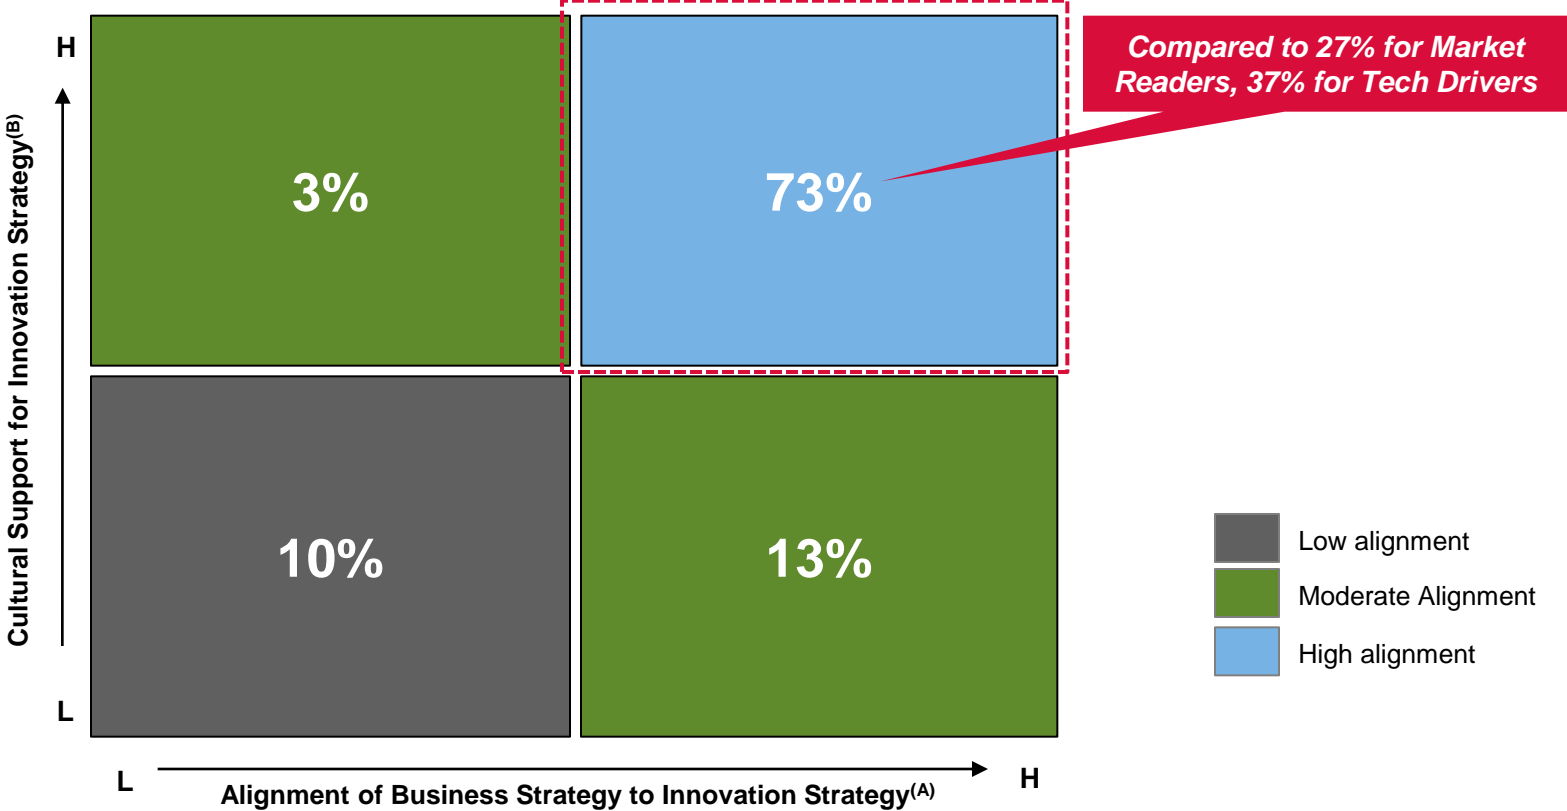 H
Compared to 27% for Market
Readers, 37% for Tech Drivers
Cultural Support for Innovation Strategy(B)
3%
73%
10%
13%
Low alignment
Moderate Alignment
High alignment
L
L
H
Alignment of Business Strategy to Innovation Strategy(A)